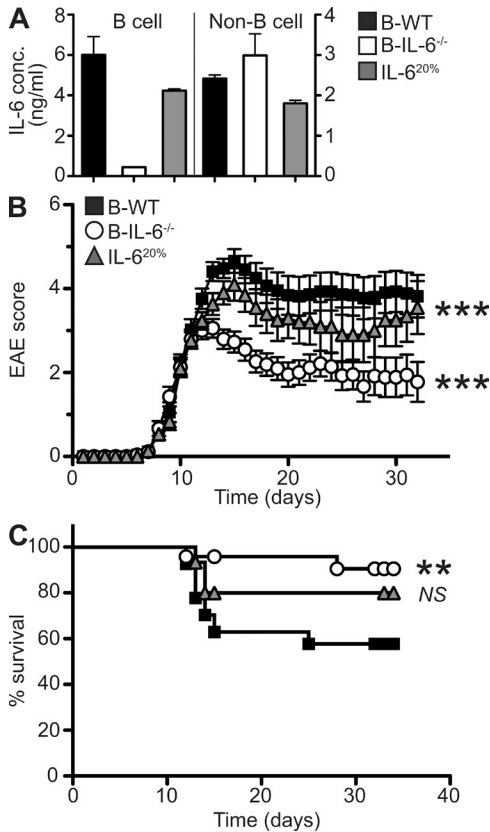 A
B cell
Non-B cell
IL-6 conc.
(ng/ml)
8
6
4
2
0
4
3
2
1
0
B-WT
B-IL-6-/-
IL-620%
B
B-WT
B-IL-6-/-
IL-620%
EAE score
6
4
2
0
0
10
20
30
Time (days)
***
***
C
% survival
100
80
60
40
20
0
0
10
20
30
40
Time (days)
**
NS